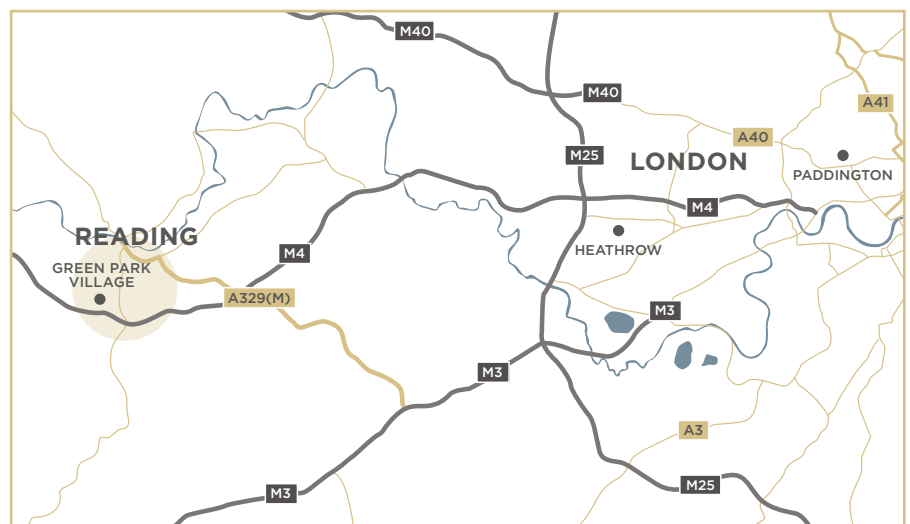 M40
M40
A41
A40
M25
LONDON
PADDINGTON
M4
READING
HEATHROW
M4
GREEN PARK
VILLAGE
A329(M)
M3
M3
A3
M25
M3